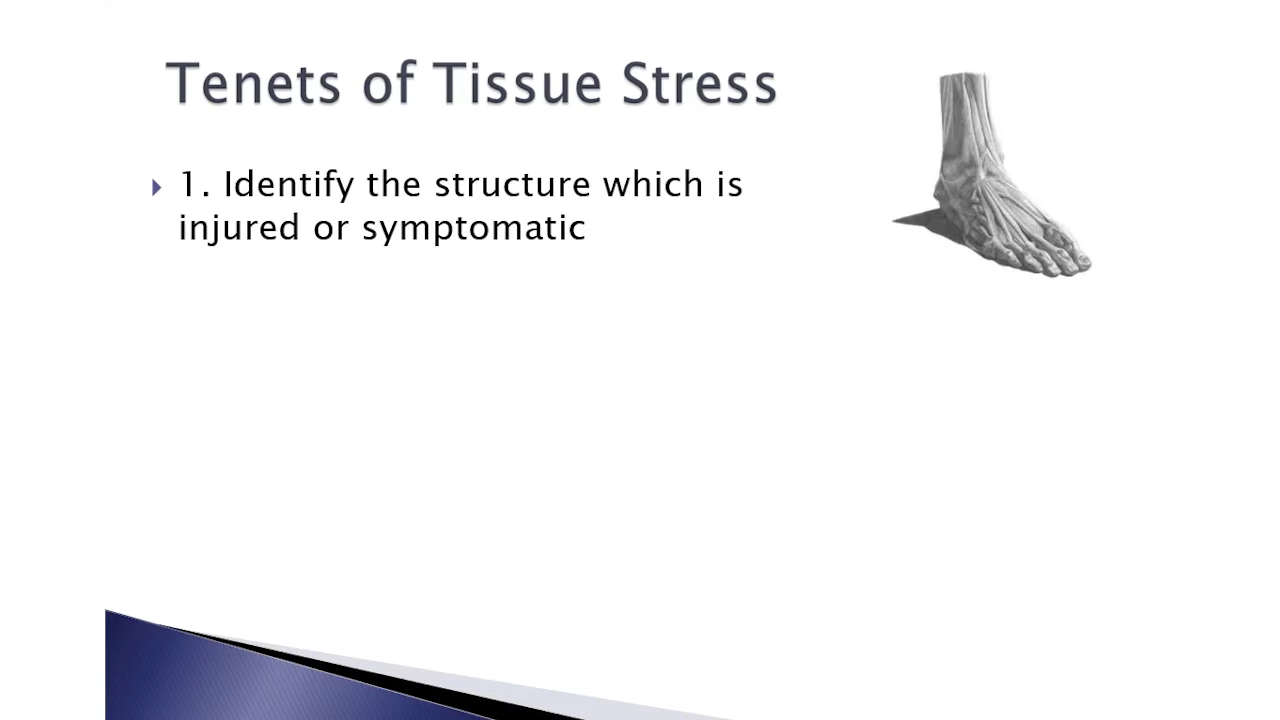 Tenets of Tissue Stress
1. Identify the structure which is
injured or symptomatic